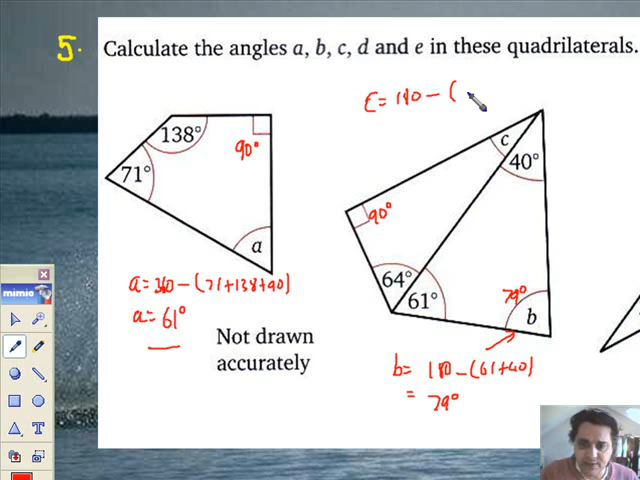 5. Calculate the angles a, b, c, d and e in these quadrilaterals.
c = 180 - (
138°
90°
71°
a
c
40°
90°
64°
61°
79°
b
a = 360 - (71+138+90)
a = 61°
Not drawn
accurately
b = 180 - (61+40)
= 79°
mimio
T